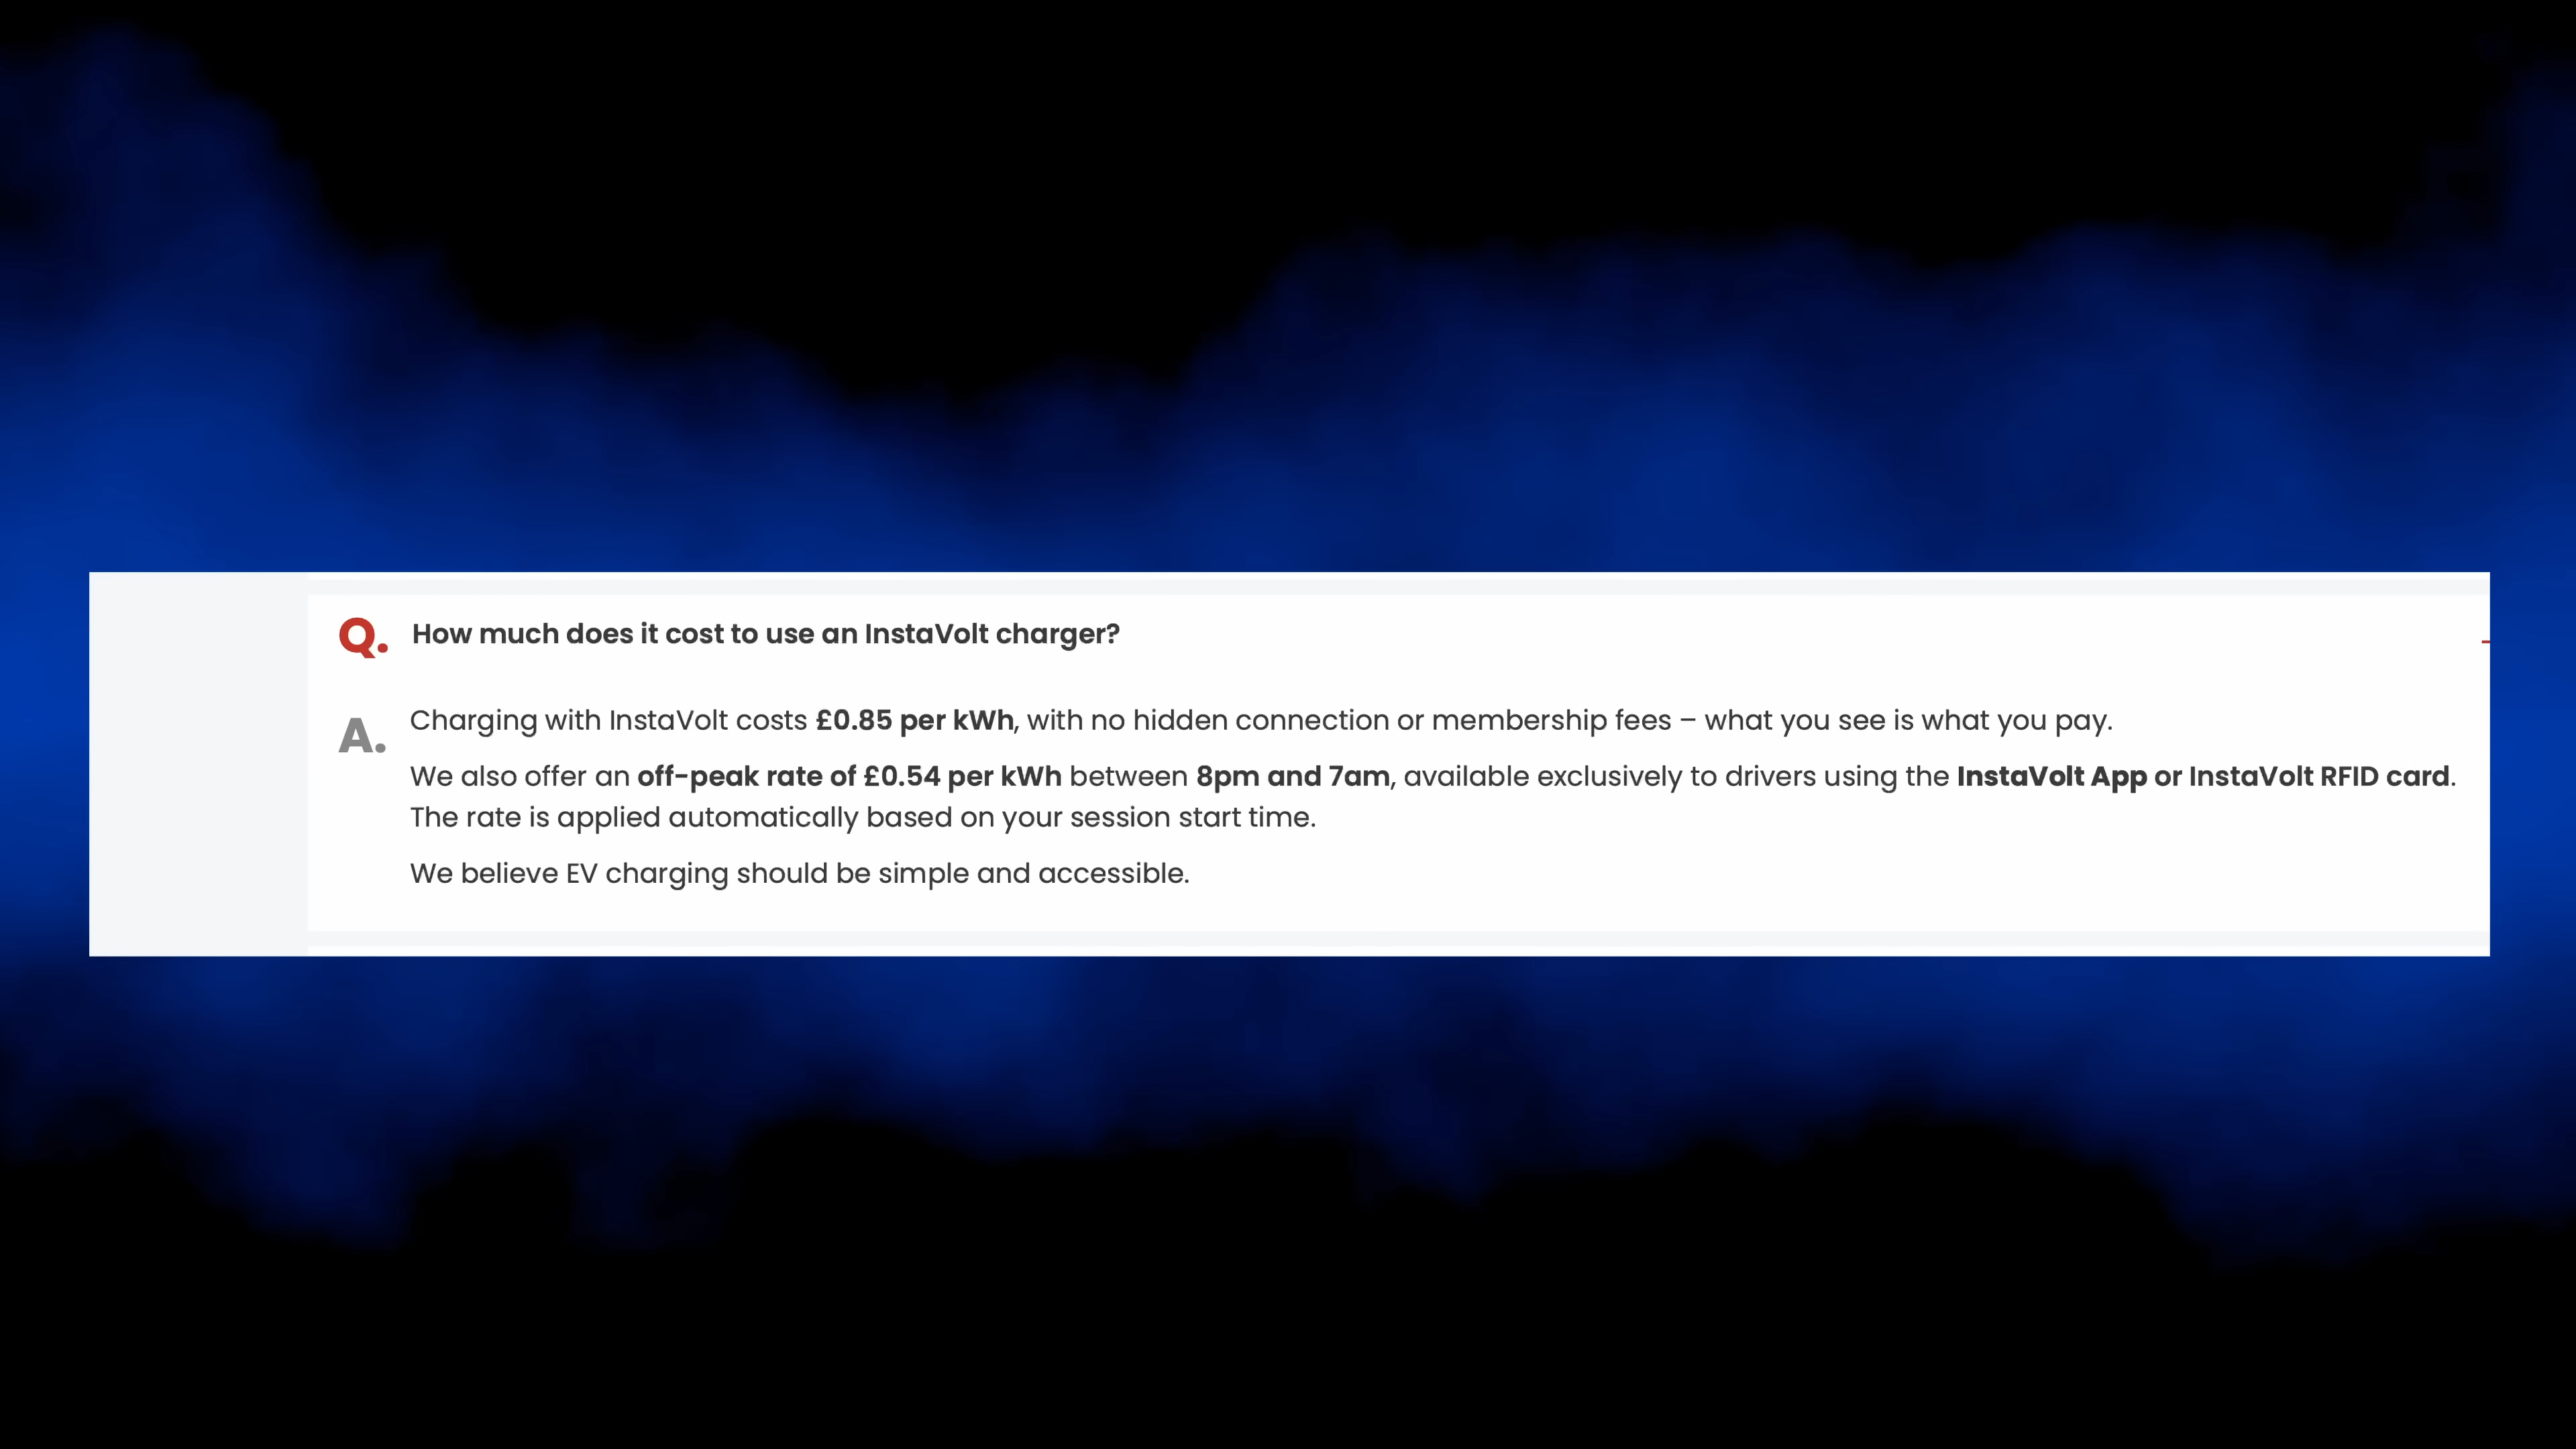 Q. How much does it cost to use an InstaVolt charger?
A. Charging with InstaVolt costs £0.85 per kWh, with no hidden connection or membership fees – what you see is what you pay.
We also offer an off-peak rate of £0.54 per kWh between 8pm and 7am, available exclusively to drivers using the InstaVolt App or InstaVolt RFID card.
The rate is applied automatically based on your session start time.
We believe EV charging should be simple and accessible.